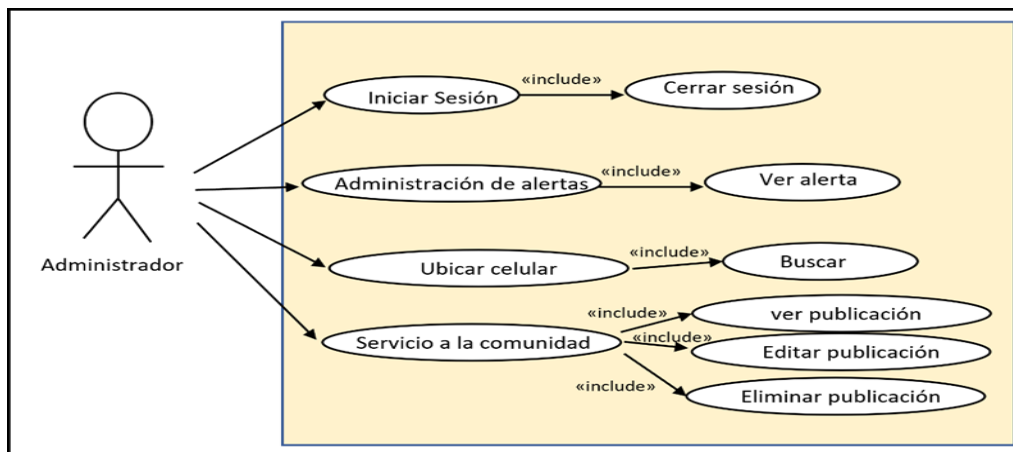 «include»
Iniciar Sesión
Cerrar sesión
«include»
Administración de alertas
Ver alerta
Administrador
«include»
Ubicar celular
Buscar
«include»
ver publicación
Servicio a la comunidad
«include»
Editar publicación
«include»
Eliminar publicación